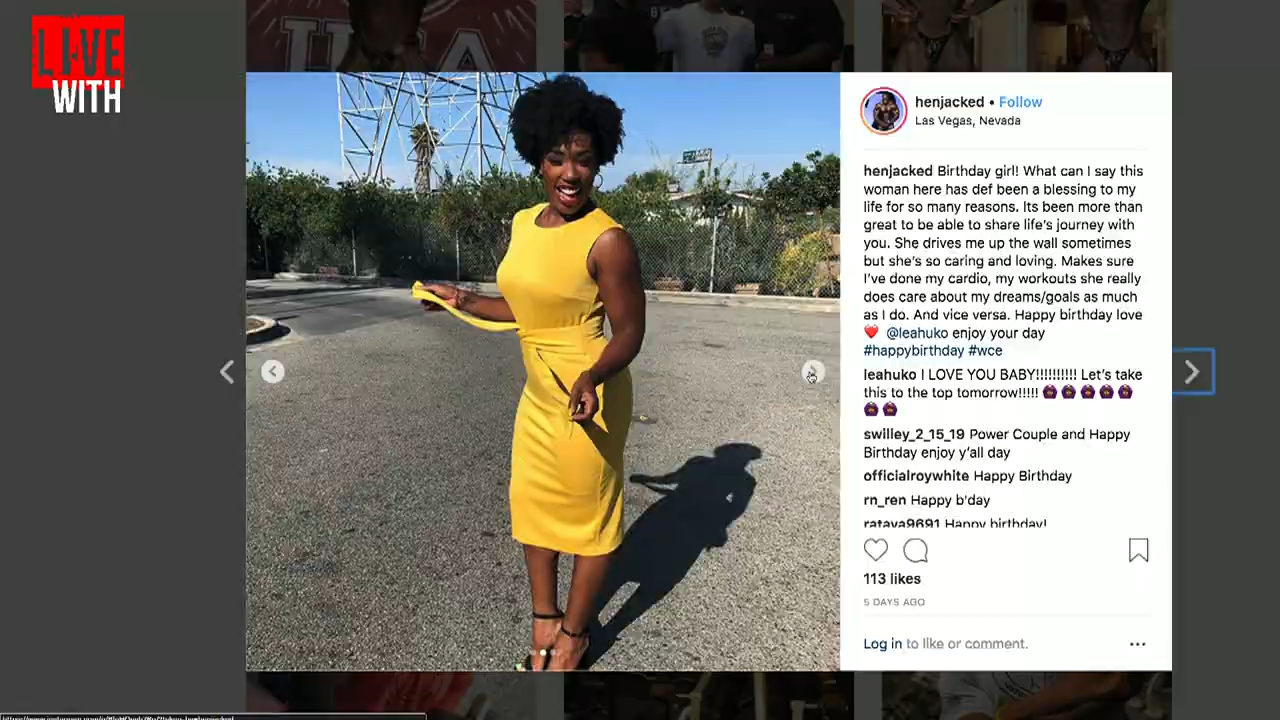 LIVE
WITH
henjacked • Follow
Las Vegas, Nevada
henjacked Birthday girl! What can I say this
woman here has def been a blessing to my
life for so many reasons. Its been more than
great to be able to share life's journey with
you. She drives me up the wall sometimes
but she's so caring and loving. Makes sure
I've done my cardio, my workouts she really
does care about my dreams/goals as much
as I do. And vice versa. Happy birthday love
❤️ @leahuko enjoy your day
#happybirthday #wce
leahuko I LOVE YOU BABY!!!!!!!!!! Let's take
this to the top tomorrow!!!!! 🙆🏿‍♀️🙆🏿‍♀️🙆🏿‍♀️🙆🏿‍♀️🙆🏿‍♀️
🙆🏿‍♀️🙆🏿‍♀️
swilley_2_15_19 Power Couple and Happy
Birthday enjoy y'all day
officialroywhite Happy Birthday
rn_ren Happy b'day
rataya9691 Happy birthday!
113 likes
5 DAYS AGO
Log in to like or comment.